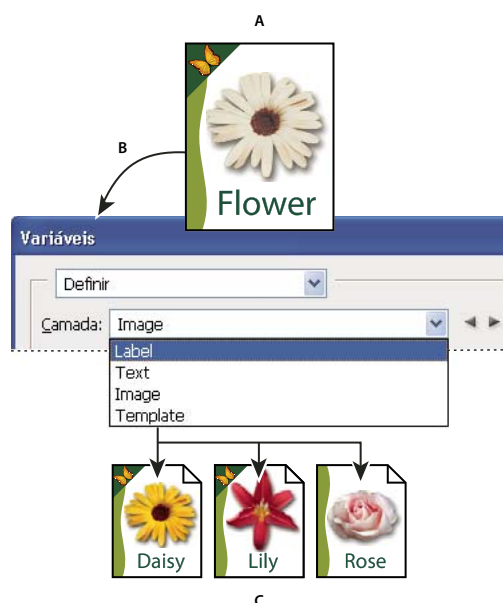 A
Flower
B
Variáveis
Definir
Camada: Image
Label
Text
Image
Template
Daisy
Lily
Rose
C